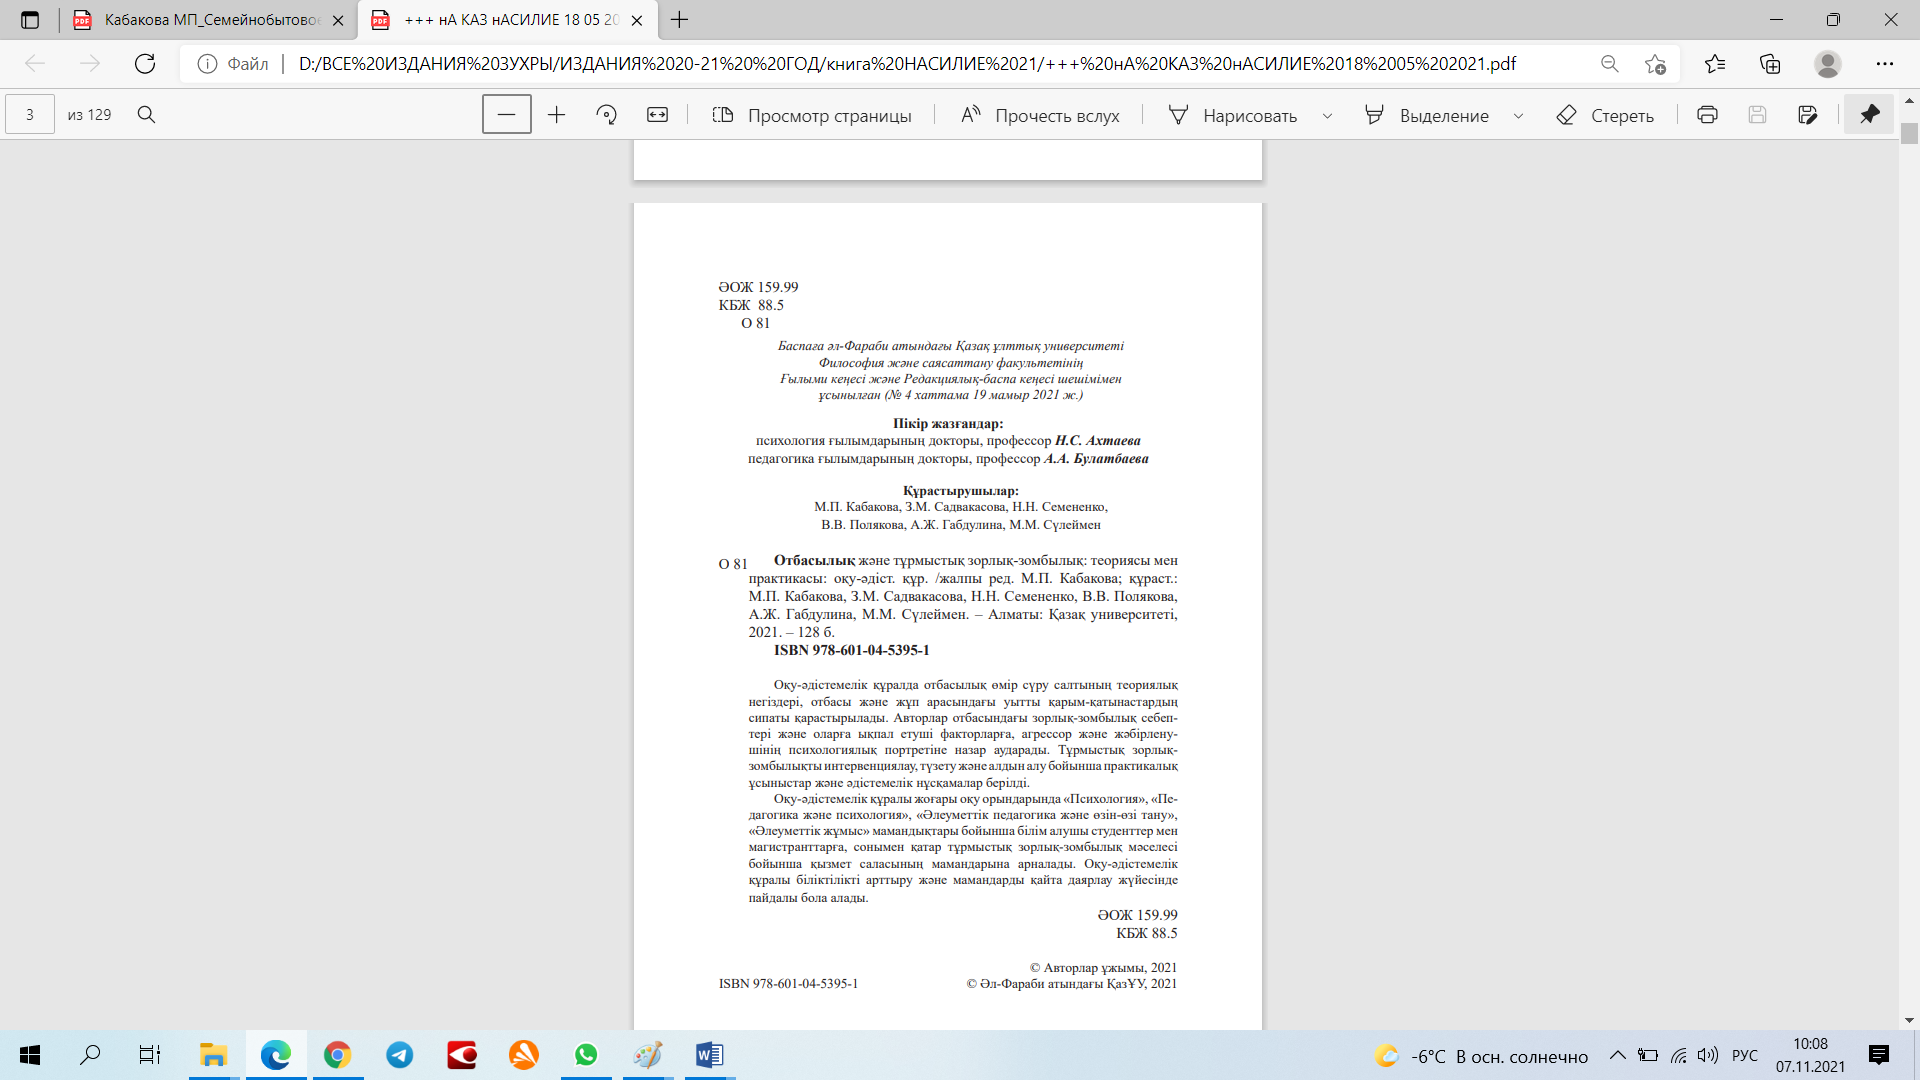 Кабакова МП_Семейнобытовое
+++ нА КАЗ нАСИЛИЕ 18 05 20
Файл
D:/ВСЕ%20ИЗДАНИЯ%20ЗУХРЫ/ИЗДАНИЯ%2020-21%20%20ГОД/книга%20НАСИЛИЕ%2021/+++%20нА%20КАЗ%20нАСИЛИЕ%2018%2005%202021.pdf
3 из 129
Просмотр страницы
Прочесть вслух
Нарисовать
Выделение
Стереть
ӘОЖ 159.99
КБЖ 88.5
О 81
Баспаға әл-Фараби атындағы Қазақ ұлттық университеті
Философия және саясаттану факультетінің
Ғылыми кеңесі және Редакциялық-баспа кеңесі шешімімен
ұсынылған (№ 4 хаттама 19 мамыр 2021 ж.)
Пікір жазғандар:
психология ғылымдарының докторы, профессор Н.С. Ахтаева
педагогика ғылымдарының докторы, профессор А.А. Булатбаева
Құрастырушылар:
М.П. Кабакова, З.М. Садвакасова, Н.Н. Семененко,
В.В. Полякова, А.Ж. Габдулина, М.М. Сүлеймен
О 81 Отбасылық және тұрмыстық зорлық-зомбылық: теориясы мен
практикасы: оқу-әдіст. құр. /жалпы ред. М.П. Кабакова; құраст.:
М.П. Кабакова, З.М. Садвакасова, Н.Н. Семененко, В.В. Полякова,
А.Ж. Габдулина, М.М. Сүлеймен. – Алматы: Қазақ университеті,
2021. – 128 б.
ISBN 978-601-04-5395-1
Оқу-әдістемелік құралда отбасылық өмір сүру салтының теориялық
негіздері, отбасы және жұп арасындағы уытты қарым-қатынастардың
сипаты қарастырылады. Авторлар отбасындағы зорлық-зомбылық себеп-
тері және оларға ықпал етуші факторларға, агрессор және жәбірлену-
шінің психологиялық портретіне назар аударады. Тұрмыстық зорлық-
зомбылықты интервенциялау, түзету және алдын алу бойынша практикалық
ұсыныстар және әдістемелік нұсқамалар берілді.
Оқу-әдістемелік құралы жоғары оқу орындарында «Психология», «Пе-
дагогика және психология», «Әлеуметтік педагогика және өзін-өзі тану»,
«Әлеуметтік жұмыс» мамандықтары бойынша білім алушы студенттер мен
магистранттарға, сонымен қатар тұрмыстық зорлық-зомбылық мәселесі
бойынша қызмет саласының мамандарына арналады. Оқу-әдістемелік
құралы біліктілікті арттыру және мамандарды қайта даярлау жүйесінде
пайдалы бола алады.
ӘОЖ 159.99
КБЖ 88.5
© Авторлар ұжымы, 2021
ISBN 978-601-04-5395-1 © Әл-Фараби атындағы ҚазҰУ, 2021
-6°C В осн. солнечно
РУС
10:08
07.11.2021